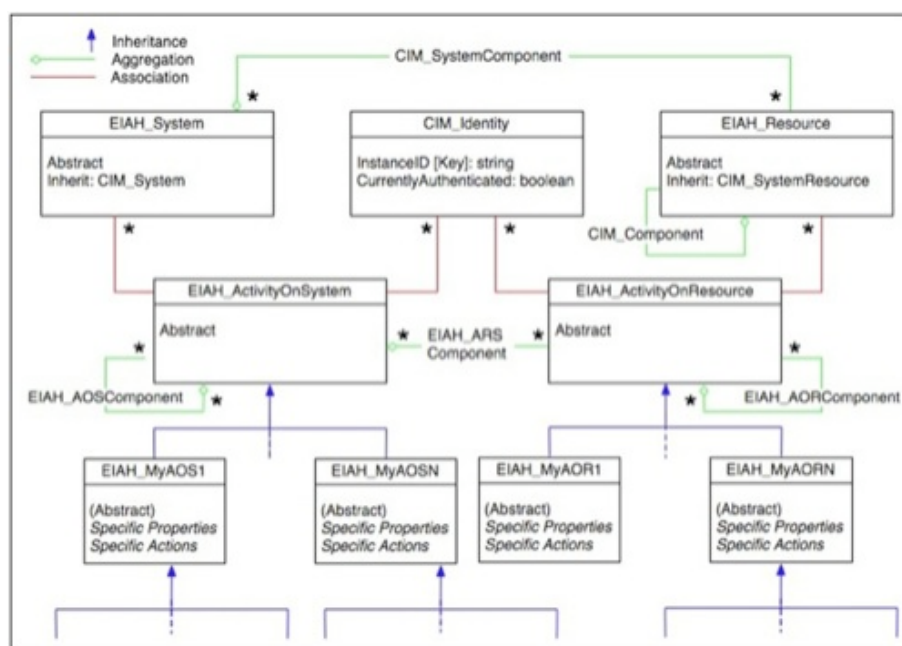 Inheritance
Aggregation
Association
CIM_SystemComponent
*
*
EIAH_System
Abstract
Inherit: CIM_System
*
CIM_Identity
InstanceID [Key]: string
CurrentlyAuthenticated: boolean
*
*
EIAH_Resource
Abstract
Inherit: CIM_SystemResource
CIM_Component
*
EIAH_ActivityOnSystem
Abstract
*
EIAH_AOSComponent
*
*
EIAH_ARS
Component
*
EIAH_ActivityOnResource
Abstract
*
*
EIAH_AORComponent
EIAH_MyAOS1
(Abstract)
Specific Properties
Specific Actions
EIAH_MyAOSN
(Abstract)
Specific Properties
Specific Actions
EIAH_MyAOR1
(Abstract)
Specific Properties
Specific Actions
EIAH_MyAORN
(Abstract)
Specific Properties
Specific Actions